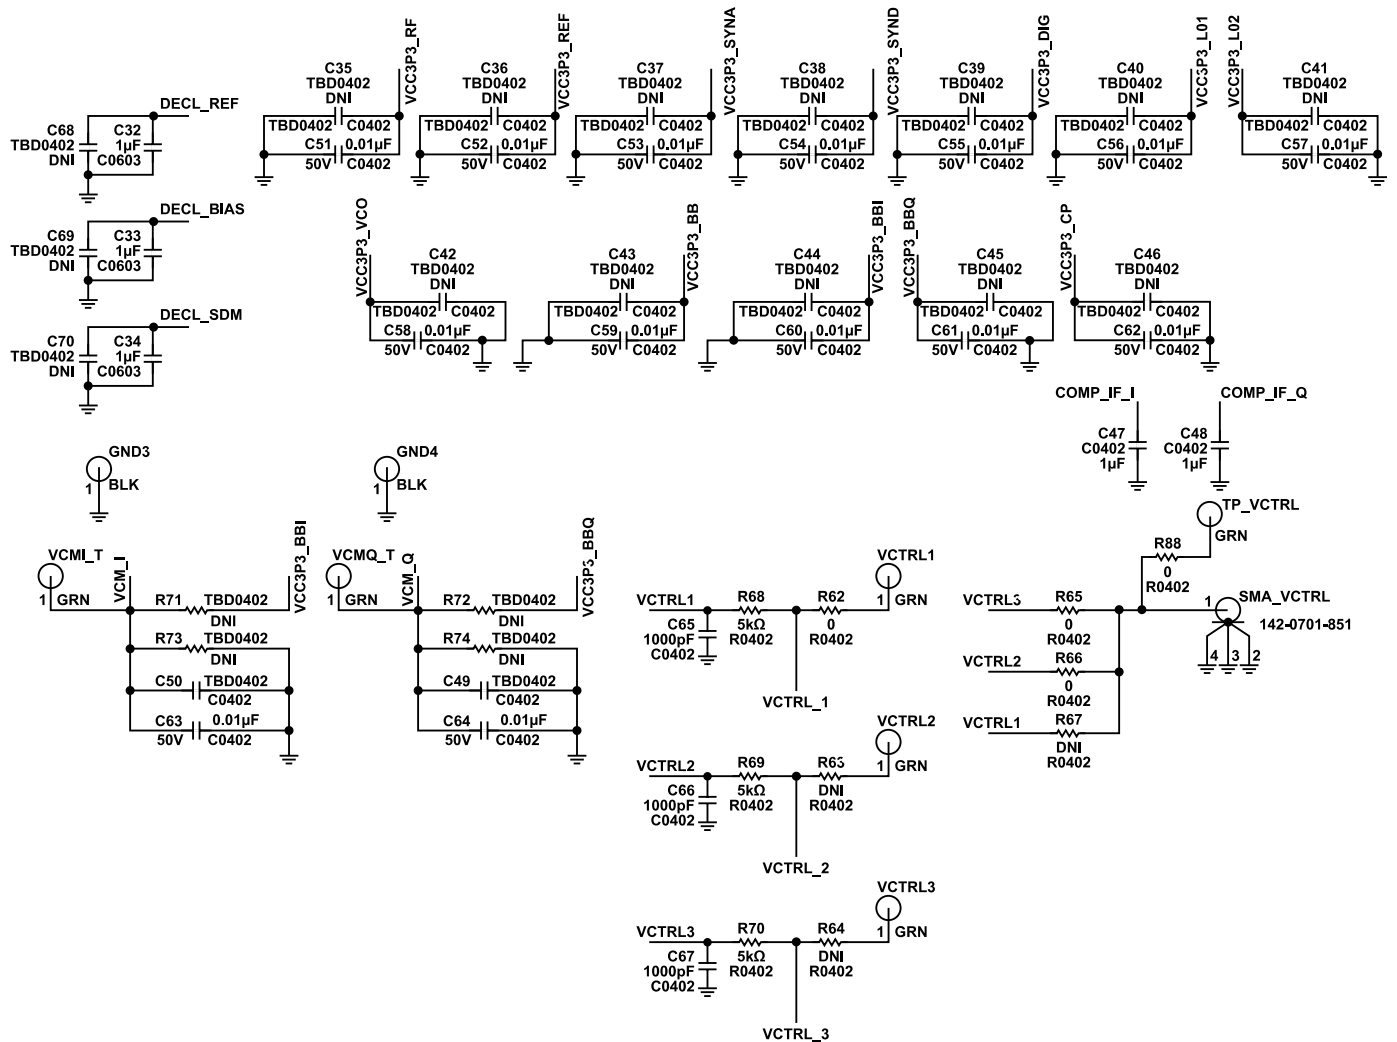 VCC3P3_RF
C35
TBD0402
DNI
TBD0402
C0402
C51
0.01µF
50V
C0402
VCC3P3_REF
C36
TBD0402
DNI
TBD0402
C0402
C52
0.01µF
50V
C0402
VCC3P3_SYNA
C37
TBD0402
DNI
TBD0402
C0402
C53
0.01µF
50V
C0402
VCC3P3_SYND
C38
TBD0402
DNI
TBD0402
C0402
C54
0.01µF
50V
C0402
VCC3P3_DIG
C39
TBD0402
DNI
TBD0402
C0402
C55
0.01µF
50V
C0402
VCC3P3_L01
C40
TBD0402
DNI
TBD0402
C0402
C56
0.01µF
50V
C0402
VCC3P3_L02
C41
TBD0402
DNI
TBD0402
C0402
C57
0.01µF
50V
C0402
DECL_REF
C68
TBD0402
DNI
C32
1µF
C0603
DECL_BIAS
C69
TBD0402
DNI
C33
1µF
C0603
DECL_SDM
C70
TBD0402
DNI
C34
1µF
C0603
VCC3P3_VCO
C42
TBD0402
DNI
TBD0402
C0402
C58
0.01µF
50V
C0402
VCC3P3_BB
C43
TBD0402
DNI
TBD0402
C0402
C59
0.01µF
50V
C0402
VCC3P3_BBI
C44
TBD0402
DNI
TBD0402
C0402
C60
0.01µF
50V
C0402
VCC3P3_BBQ
C45
TBD0402
DNI
TBD0402
C0402
C61
0.01µF
50V
C0402
VCC3P3_CP
C46
TBD0402
DNI
TBD0402
C0402
C62
0.01µF
50V
C0402
COMP_IF_I
C47
C0402
1µF
COMP_IF_Q
C48
C0402
1µF
GND3
1
BLK
GND4
1
BLK
VCMI_T
1
GRN
VCM_I
VCC3P3_BBI
R71
TBD0402
DNI
R73
TBD0402
DNI
C50
TBD0402
C0402
C63
0.01µF
50V
C0402
VCMQ_T
1
GRN
VCM_Q
VCC3P3_BBQ
R72
TBD0402
DNI
R74
TBD0402
DNI
C49
TBD0402
C0402
C64
0.01µF
50V
C0402
VCTRL1
1
GRN
VCTRL1
C65
1000pF
C0402
R68
5kΩ
R0402
R62
0
R0402
VCTRL_1
VCTRL2
1
GRN
VCTRL2
C66
1000pF
C0402
R69
5kΩ
R0402
R63
DNI
R0402
VCTRL_2
VCTRL3
1
GRN
VCTRL3
C67
1000pF
C0402
R70
5kΩ
R0402
R64
DNI
R0402
VCTRL_3
TP_VCTRL
1
GRN
R88
0
R0402
VCTRL3
R65
0
R0402
VCTRL2
R66
0
R0402
VCTRL1
R67
DNI
R0402
1
SMA_VCTRL
142-0701-851
4
3
2